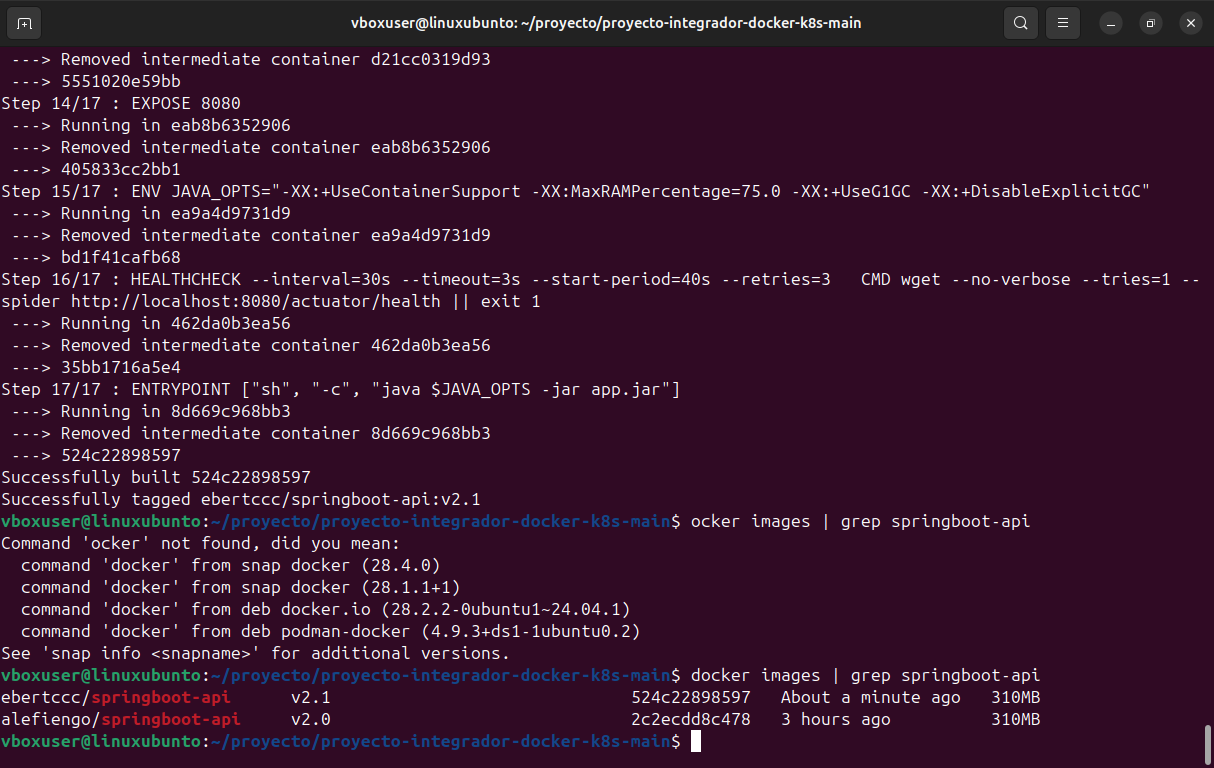 vboxuser@linuxubunto: ~/proyecto/proyecto-integrador-docker-k8s-main
 ---> Removed intermediate container d21cc0319d93
 ---> 5551020e59bb
Step 14/17 : EXPOSE 8080
 ---> Running in eab8b6352906
 ---> Removed intermediate container eab8b6352906
 ---> 405833cc2bb1
Step 15/17 : ENV JAVA_OPTS="-XX:+UseContainerSupport -XX:MaxRAMPercentage=75.0 -XX:+UseG1GC -XX:+DisableExplicitGC"
 ---> Running in ea9a4d9731d9
 ---> Removed intermediate container ea9a4d9731d9
 ---> bd1f41cafb68
Step 16/17 : HEALTHCHECK --interval=30s --timeout=3s --start-period=40s --retries=3   CMD wget --no-verbose --tries=1 --
spider http://localhost:8080/actuator/health || exit 1
 ---> Running in 462da0b3ea56
 ---> Removed intermediate container 462da0b3ea56
 ---> 35bb1716a5e4
Step 17/17 : ENTRYPOINT ["sh", "-c", "java $JAVA_OPTS -jar app.jar"]
 ---> Running in 8d669c968bb3
 ---> Removed intermediate container 8d669c968bb3
 ---> 524c22898597
Successfully built 524c22898597
Successfully tagged ebertccc/springboot-api:v2.1
vboxuser@linuxubunto:~/proyecto/proyecto-integrador-docker-k8s-main$ ocker images | grep springboot-api
Command 'ocker' not found, did you mean:
  command 'docker' from snap docker (28.4.0)
  command 'docker' from snap docker (28.1.1+1)
  command 'docker' from deb docker.io (28.2.2-0ubuntu1~24.04.1)
  command 'docker' from deb podman-docker (4.9.3+ds1-1ubuntu0.2)
See 'snap info <snapname>' for additional versions.
vboxuser@linuxubunto:~/proyecto/proyecto-integrador-docker-k8s-main$ docker images | grep springboot-api
ebertccc/springboot-api      v2.1                              524c22898597   About a minute ago   310MB
alefiengo/springboot-api     v2.0                              2c2ecdd8c478   3 hours ago          310MB
vboxuser@linuxubunto:~/proyecto/proyecto-integrador-docker-k8s-main$